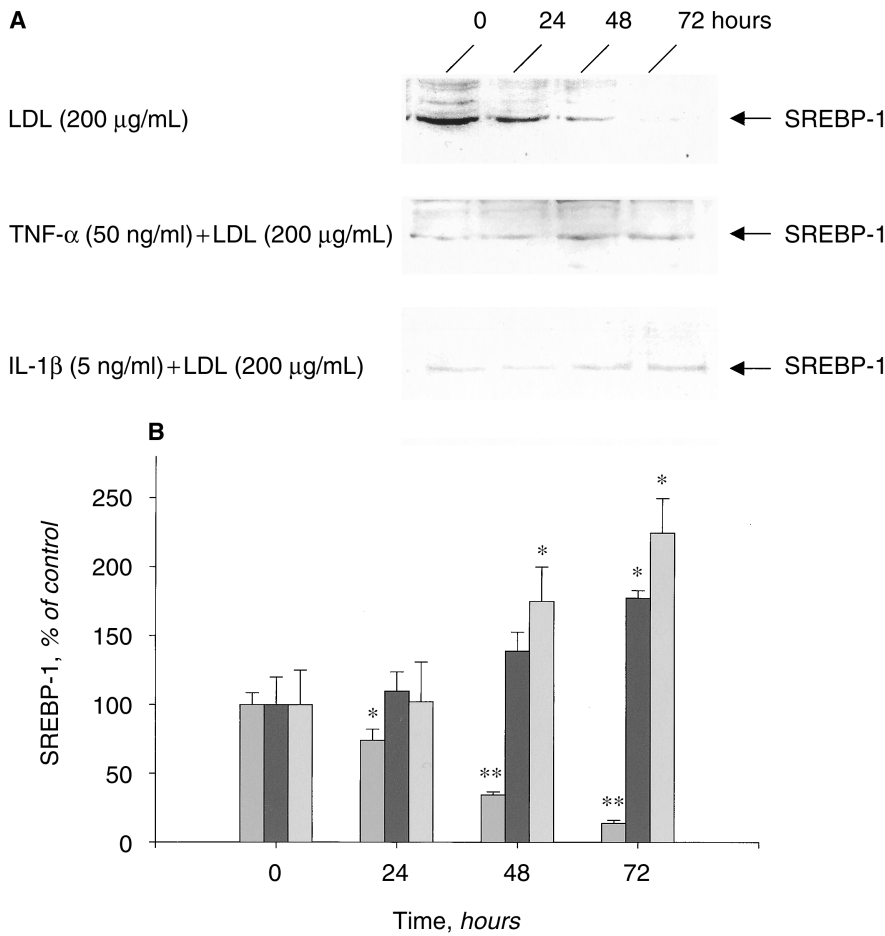 A
0 24 48 72 hours
LDL (200 μg/mL) SREBP-1
TNF-α (50 ng/ml)+LDL (200 μg/mL) SREBP-1
IL-1β (5 ng/ml)+LDL (200 μg/mL) SREBP-1
B
250
200
150
100
50
0
SREBP-1, % of control
*
**
*
**
*
*
0 24 48 72
Time, hours